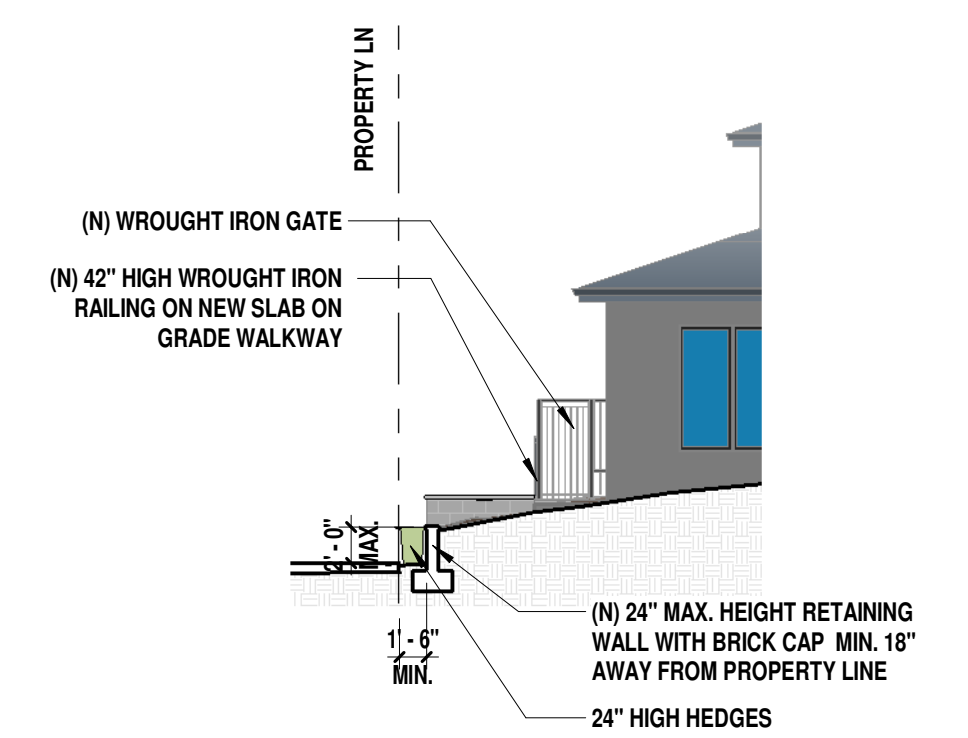 PROPERTY LN
(N) WROUGHT IRON GATE
(N) 42" HIGH WROUGHT IRON
RAILING ON NEW SLAB ON
GRADE WALKWAY
2' - 0"
MAX.
1' - 6"
MIN.
(N) 24" MAX. HEIGHT RETAINING
WALL WITH BRICK CAP MIN. 18"
AWAY FROM PROPERTY LINE
24" HIGH HEDGES